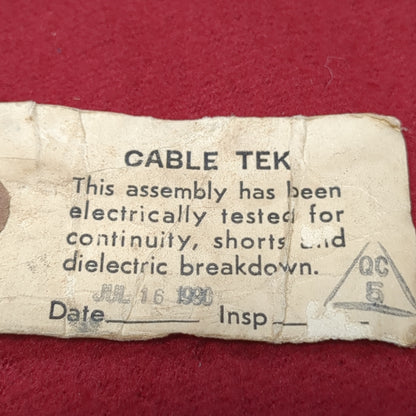 CABLE TEK
This assembly has been
electrically tested for
continuity, shorts and
dielectric breakdown.
QC
5
JUL 16 1990
Date Insp